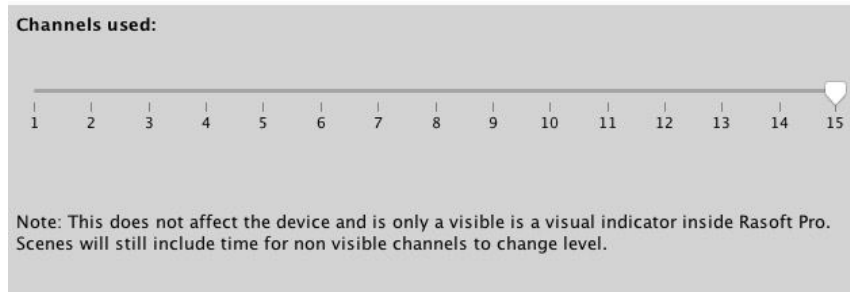 Channels used:
1 2 3 4 5 6 7 8 9 10 11 12 13 14 15
Note: This does not affect the device and is only a visible is a visual indicator inside Rasoft Pro.
Scenes will still include time for non visible channels to change level.